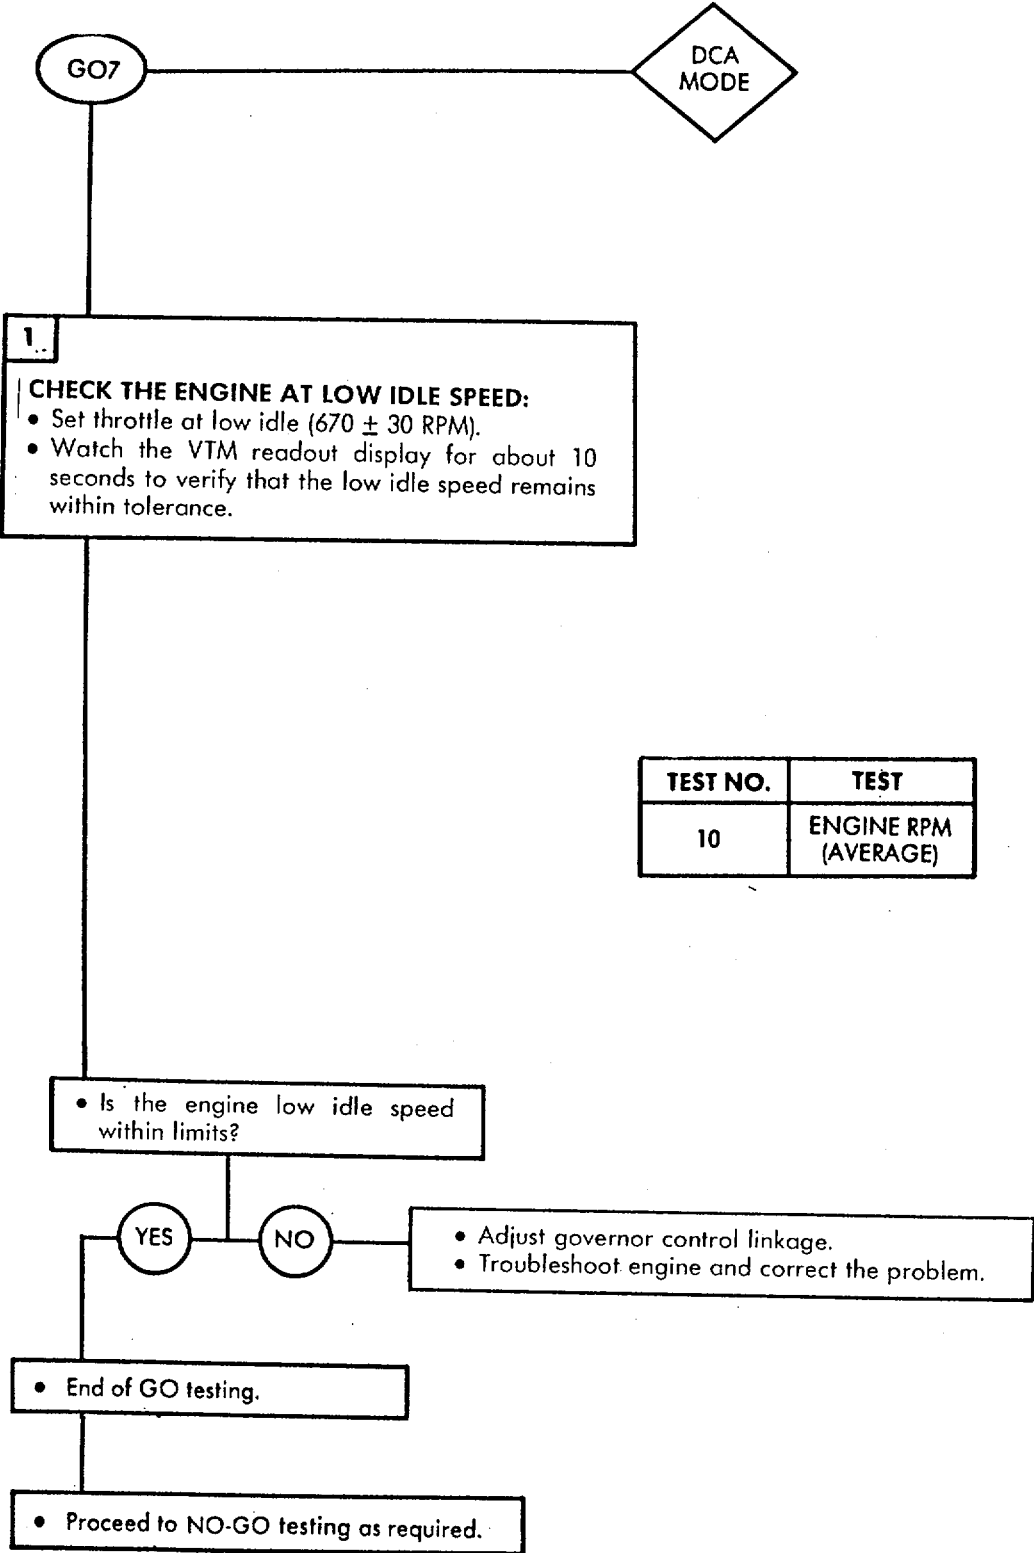 GO7
DCA
MODE
1
CHECK THE ENGINE AT LOW IDLE SPEED:
• Set throttle at low idle (670 ± 30 RPM).
• Watch the VTM readout display for about 10
seconds to verify that the low idle speed remains
within tolerance.
TEST NO. TEST
10 ENGINE RPM
(AVERAGE)
• Is the engine low idle speed
within limits?
YES
NO
• Adjust governor control linkage.
• Troubleshoot engine and correct the problem.
• End of GO testing.
• Proceed to NO-GO testing as required.